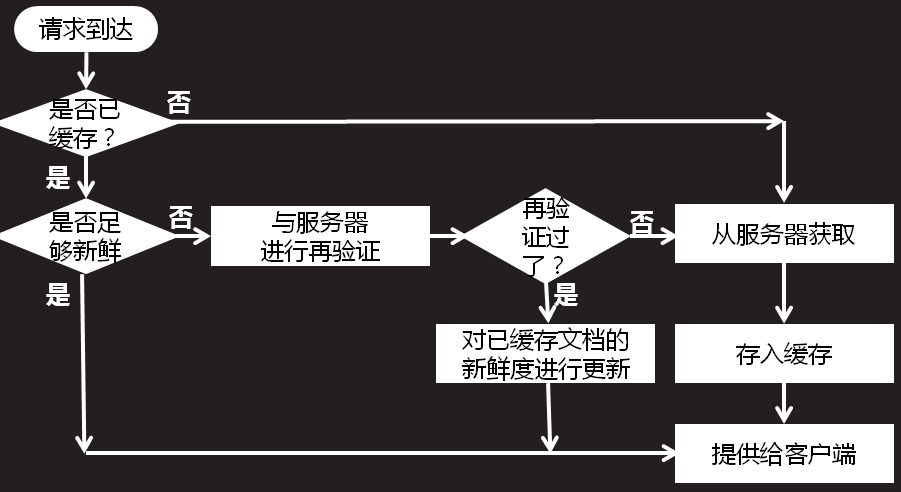 请求到达
是否已
缓存？
否
是
是否足
够新鲜
否
是
与服务器
进行再验证
再验
证过
了？
否
是
从服务器获取
对已缓存文档的
新鲜度进行更新
存入缓存
提供给客户端